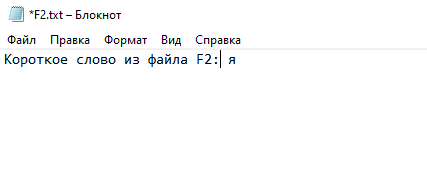 *F2.txt – Блокнот
Файл Правка Формат Вид Справка
Короткое слово из файла F2: я